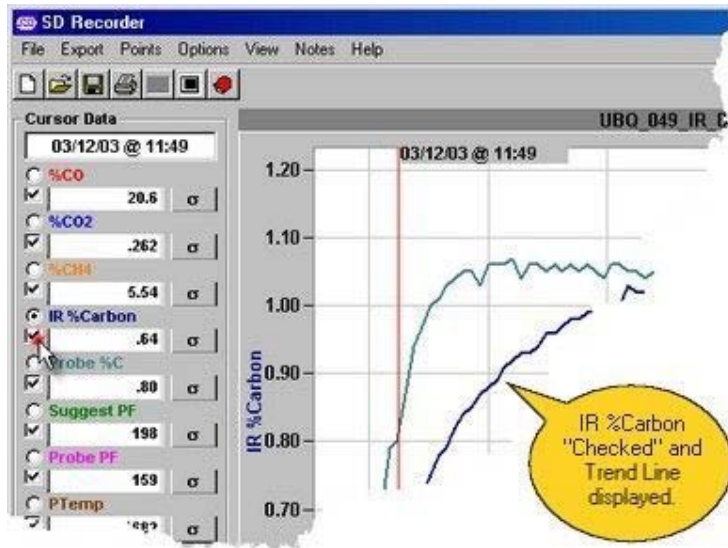 SD Recorder
File Export Points Options View Notes Help
Cursor Data
03/12/03 @ 11:49
%CO
20.6 σ
%CO2
.262 σ
%CH4
5.54 σ
IR %Carbon
.64 σ
Probe %C
.80 σ
Suggest PF
198 σ
Probe PF
159 σ
PTemp
σ
UBQ_049_IR_C
03/12/03 @ 11:49
1.20
1.10
1.00
0.90
0.80
0.70
IR %Carbon
IR %Carbon
"Checked" and
Trend Line
displayed.